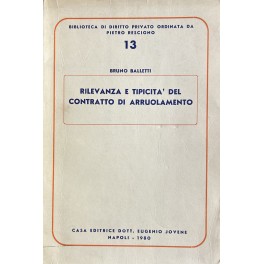 BIBLIOTECA DI DIRITTO PRIVATO ORDINATA DA
PIETRO RESCIGNO
13
BRUNO BALLETTI
RILEVANZA E TIPICITA' DEL
CONTRATTO DI ARRUOLAMENTO
CASA EDITRICE DOTT. EUGENIO JOVENE
NAPOLI - 1980